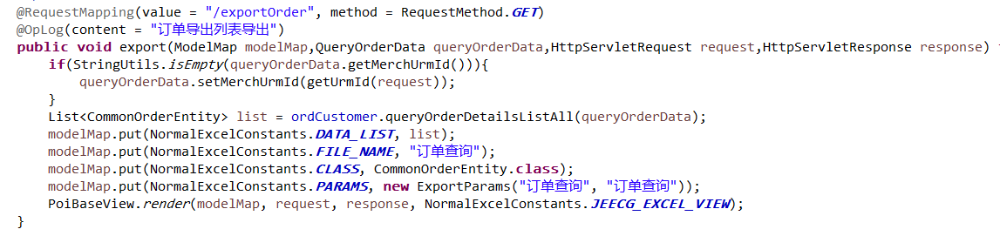 @RequestMapping(value = "/exportOrder", method = RequestMethod.GET)
@OpLog(content = "订单导出列表导出")
public void export(ModelMap modelMap,QueryOrderData queryOrderData,HttpServletRequest request,HttpServletResponse response)
if(StringUtils.isEmpty(queryOrderData.getMerchUrmId())){
queryOrderData.setMerchUrmId(getUrmId(request));
}
List<CommonOrderEntity> list = ordCustomer.queryOrderDetailsListAll(queryOrderData);
modelMap.put(NormalExcelConstants.DATA_LIST, list);
modelMap.put(NormalExcelConstants.FILE_NAME, "订单查询");
modelMap.put(NormalExcelConstants.CLASS, CommonOrderEntity.class);
modelMap.put(NormalExcelConstants.PARAMS, new ExportParams("订单查询", "订单查询"));
PoiBaseView.render(modelMap, request, response, NormalExcelConstants.JEECG_EXCEL_VIEW);
}